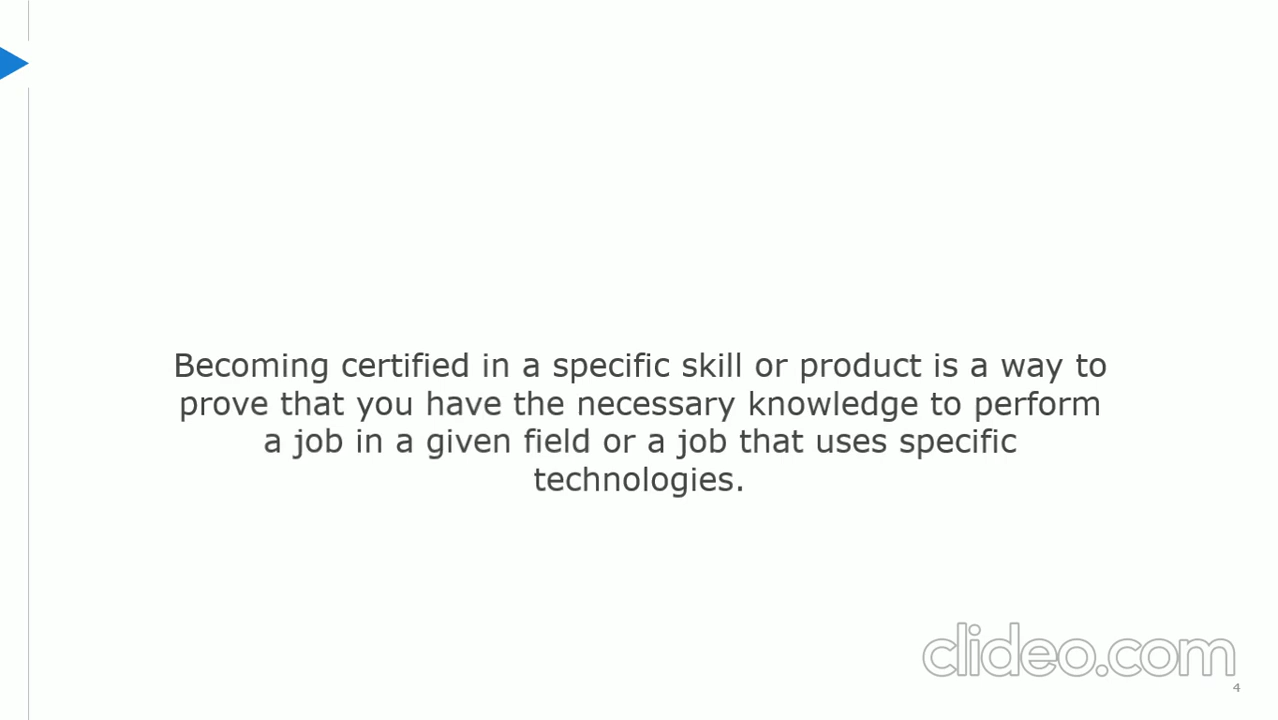 Becoming certified in a specific skill or product is a way to
prove that you have the necessary knowledge to perform
a job in a given field or a job that uses specific
technologies.
clideo.com
4